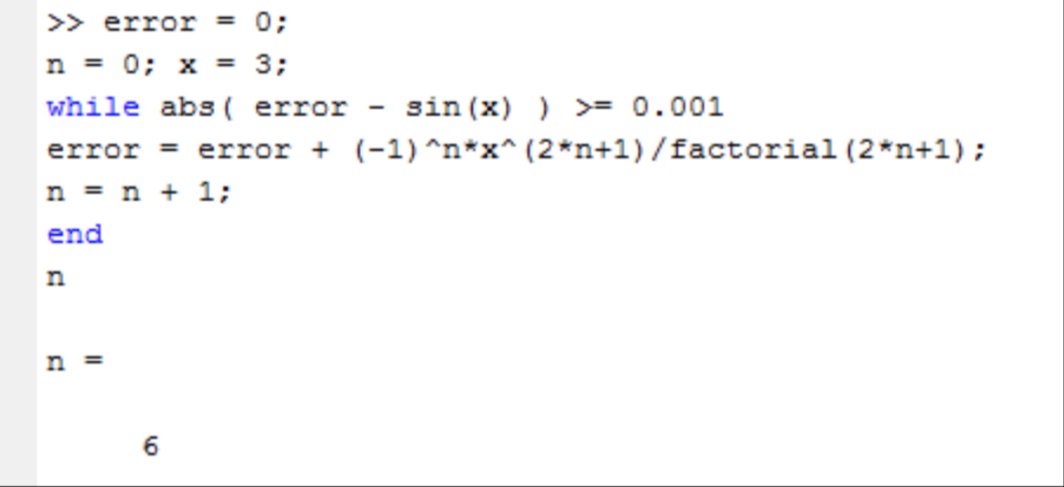 >> error = 0;
n = 0; x = 3;
while abs( error - sin(x) ) >= 0.001
error = error + (-1)^n*x^(2*n+1)/factorial(2*n+1);
n = n + 1;
end
n
n =
6